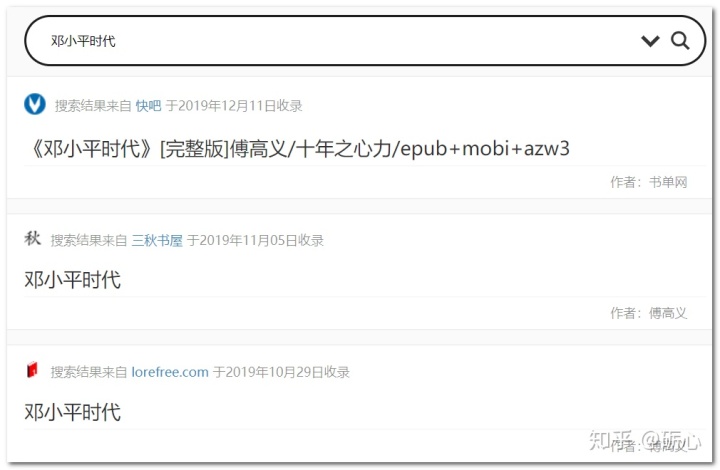 邓小平时代
搜索结果来自 快吧 于2019年12月11日收录
《邓小平时代》[完整版]傅高义/十年之心力/epub+mobi+azw3
作者：书单网
秋 搜索结果来自 三秋书屋 于2019年11月05日收录
邓小平时代
作者：傅高义
搜索结果来自 lorefree.com 于2019年10月29日收录
邓小平时代
作者：傅高义
知乎 @砺心